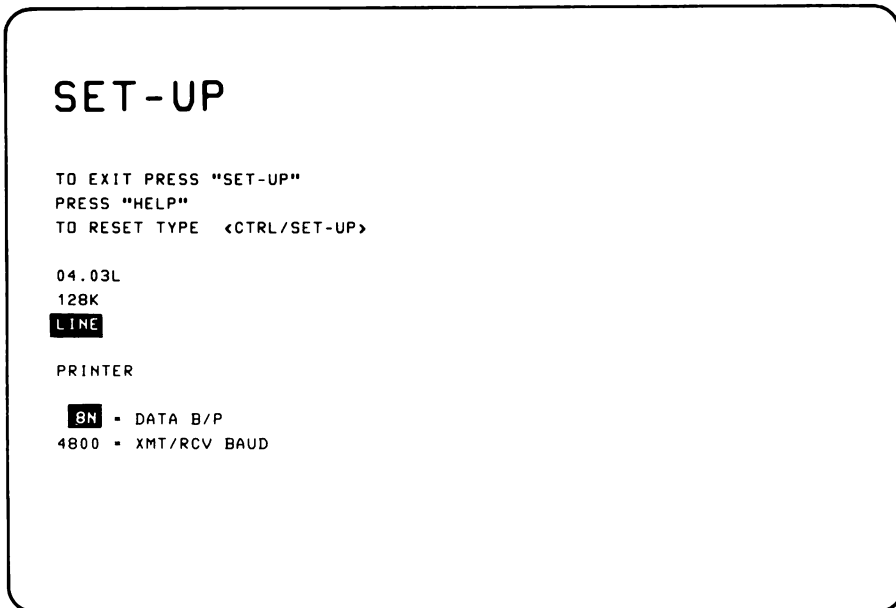 SET-UP
TO EXIT PRESS "SET-UP"
PRESS "HELP"
TO RESET TYPE <CTRL/SET-UP>
04.03L
128K
LINE
PRINTER
8N = DATA B/P
4800 = XMT/RCV BAUD